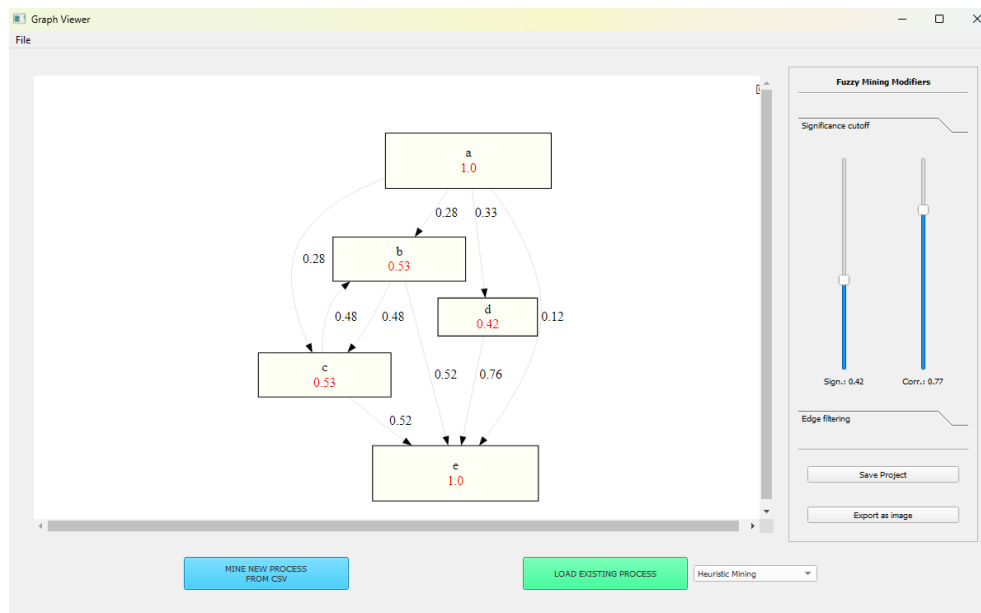 Graph Viewer
File
a
1.0
0.28
0.33
b
0.53
0.28
d
0.42
0.12
0.48
0.48
c
0.53
0.52
0.76
0.52
e
1.0
Fuzzy Mining Modifiers
Significance cutoff
Sign.: 0.42
Corr.: 0.77
Edge filtering
Save Project
Export as image
MINE NEW PROCESS
FROM CSV
LOAD EXISTING PROCESS
Heuristic Mining